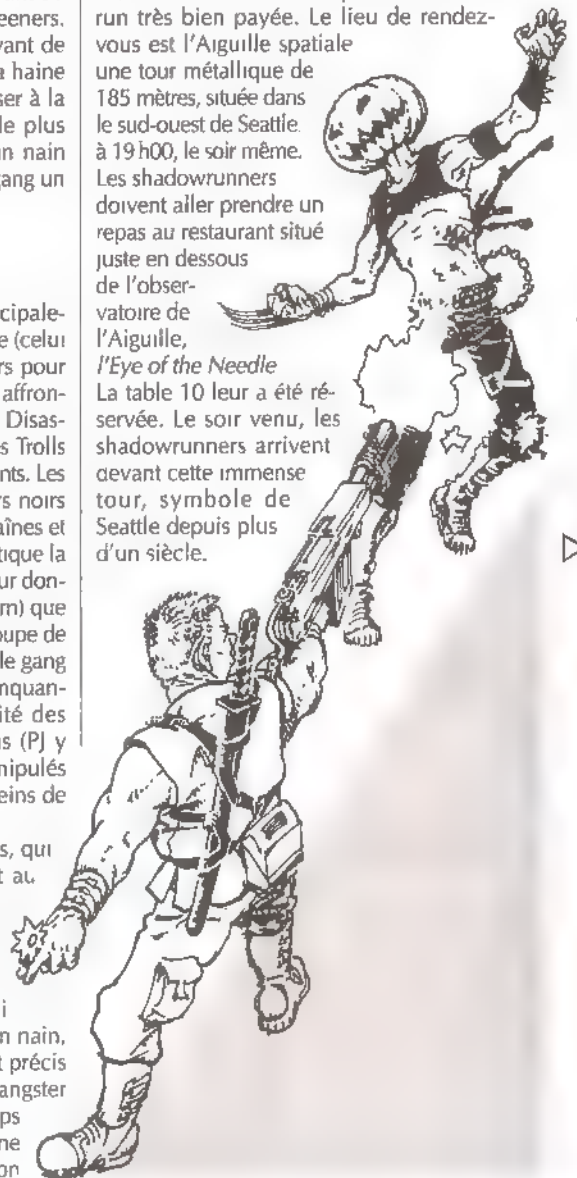 eeners.
vant de
a haine
ser à la
le plus
un nain
gang un
cipale-
e (celui
rs pour
affron-
Disas-
s Trolls
nts. Les
rs noirs
aînes et
tique la
ur don-
m) que
oupe de
le gang
nquan-
ité des
s (PJ y
nipulés
eins de
s, qui
t au
i
n nain,
t précis
angster
ps
ne
on
run très bien payée. Le lieu de rendez-
vous est l'Aiguille spatiale
une tour métallique de
185 mètres, située dans
le sud-ouest de Seattle.
à 19h00, le soir même.
Les shadowrunners
doivent aller prendre un
repas au restaurant situé
juste en dessous
de l'obser-
vatoire de
l'Aiguille,
l'Eye of the Needle
La table 10 leur a été ré-
servée. Le soir venu, les
shadowrunners arrivent
devant cette immense
tour, symbole de
Seattle depuis plus
d'un siècle.